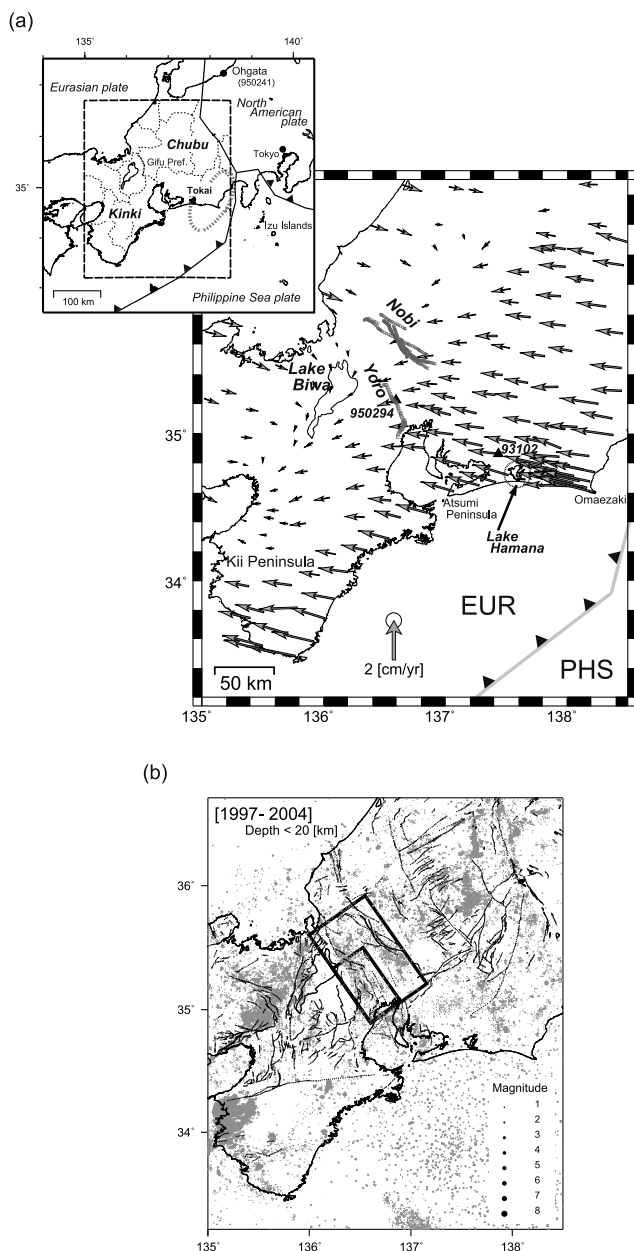 (a)
135° 140°
Eurasian plate
Ohgata
(950241)
North
American
plate
Chubu
Gifu Pref.
Tokyo
35°
Tokai
Kinki
Izu Islands
100 km
Philippine Sea plate
Nobi
Lake
Biwa
Yoro
950294
35°
93102
Atsumi
Peninsula
Omaezaki
Lake
Hamana
Kii Peninsula
34°
EUR
2 [cm/yr]
PHS
50 km
135° 136° 137° 138°
(b)
[1997- 2004]
Depth < 20 [km]
36°
35°
34°
Magnitude
1
2
3
4
5
6
7
8
135° 136° 137° 138°